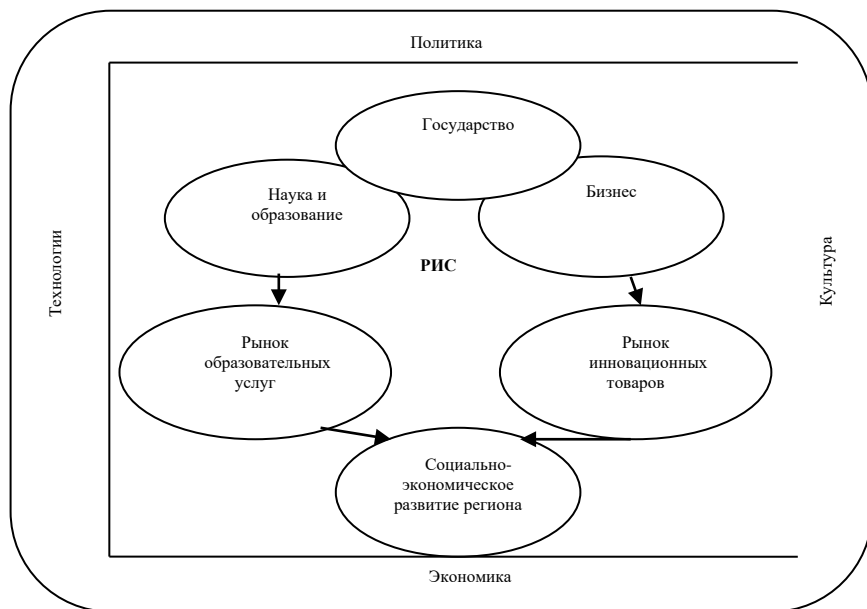 Политика
Государство
Наука и
образование
Бизнес
Технологии
РИС
Культура
Рынок
образовательных
услуг
Рынок
инновационных
товаров
Социально-
экономическое
развитие региона
Экономика